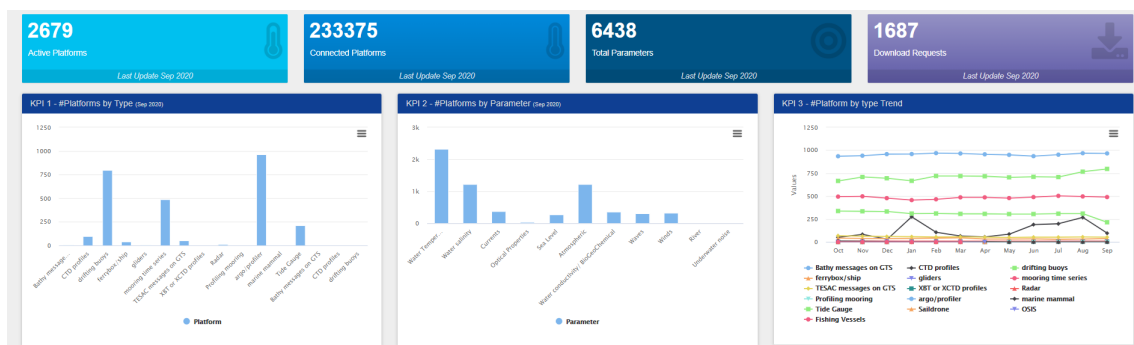 2679
Active Platforms
Last Update Sep 2020
233375
Connected Platforms
Last Update Sep 2020
6438
Total Parameters
Last Update Sep 2020
1687
Download Requests
Last Update Sep 2020
KPI 1 - #Platforms by Type (Sep 2020)
1250
1000
750
500
250
0
Bathy message...
CTD profiles
drifting buoys
ferrybox.ship
gliders
mooring time series
TESAC messages on GTS
XBT or XCTD profiles
Radar
Profiling mooring
argo/profiler
marine mammal
Tide Gauge
Bathy messages on GTS
CTD profiles
drifting buoys
Platform
KPI 2 - #Platforms by Parameter (Sep 2020)
3k
2k
1k
0
Water Temper...
Water salinity
Currents
Optical Properties
Sea Level
Atmospheric
Water conductivity/ BioGeoChemical
Waves
Winds
River
Underwater noise
Parameter
KPI 3 - #Platform by type Trend
1250
1000
750
500
250
0
Values
Oct Nov Dec Jan Feb Mar Apr May Jun Jul Aug Sep
Bathy messages on GTS CTD profiles drifting buoys
ferrybox/ship gliders mooring time series
TESAC messages on GTS XBT or XCTD profiles Radar
Profiling mooring argo/profiler marine mammal
Tide Gauge Saildrone OSIS
Fishing Vessels